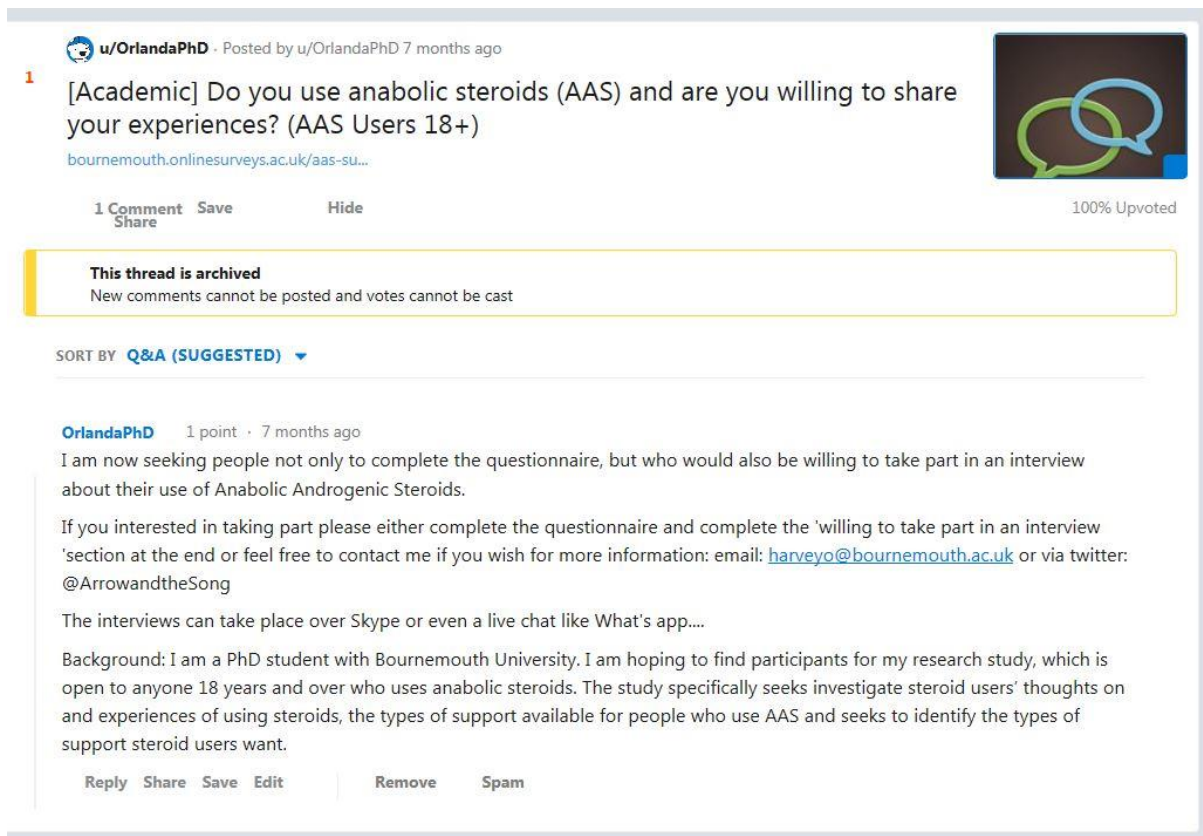 u/OrlandaPhD · Posted by u/OrlandaPhD 7 months ago
1
[Academic] Do you use anabolic steroids (AAS) and are you willing to share
your experiences? (AAS Users 18+)
bournemouth.onlinesurveys.ac.uk/aas-su...
1 Comment Save Hide
Share
100% Upvoted
This thread is archived
New comments cannot be posted and votes cannot be cast
SORT BY Q&A (SUGGESTED)
OrlandaPhD 1 point · 7 months ago
I am now seeking people not only to complete the questionnaire, but who would also be willing to take part in an interview
about their use of Anabolic Androgenic Steroids.
If you interested in taking part please either complete the questionnaire and complete the 'willing to take part in an interview
'section at the end or feel free to contact me if you wish for more information: email: harveyo@bournemouth.ac.uk or via twitter:
@ArrowandtheSong
The interviews can take place over Skype or even a live chat like What's app....
Background: I am a PhD student with Bournemouth University. I am hoping to find participants for my research study, which is
open to anyone 18 years and over who uses anabolic steroids. The study specifically seeks investigate steroid users' thoughts on
and experiences of using steroids, the types of support available for people who use AAS and seeks to identify the types of
support steroid users want.
Reply Share Save Edit Remove Spam